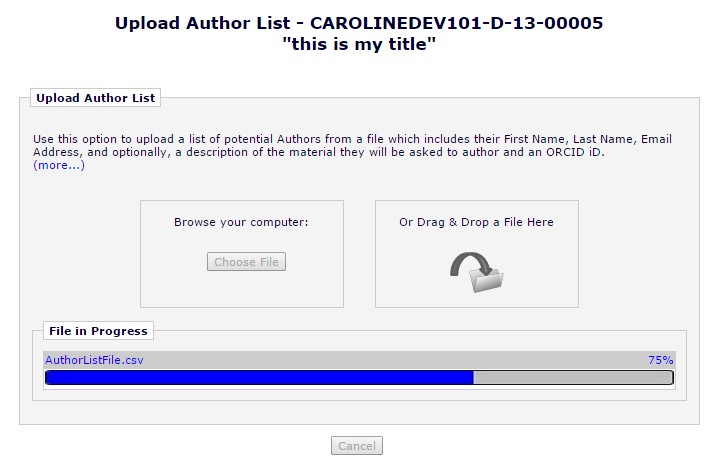 Upload Author List - CAROLINEDEV101-D-13-00005
"this is my title"
Upload Author List
Use this option to upload a list of potential Authors from a file which includes their First Name, Last Name, Email
Address, and optionally, a description of the material they will be asked to author and an ORCID iD.
(more...)
Browse your computer:
Choose File
Or Drag & Drop a File Here
File in Progress
AuthorListFile.csv 75%
Cancel